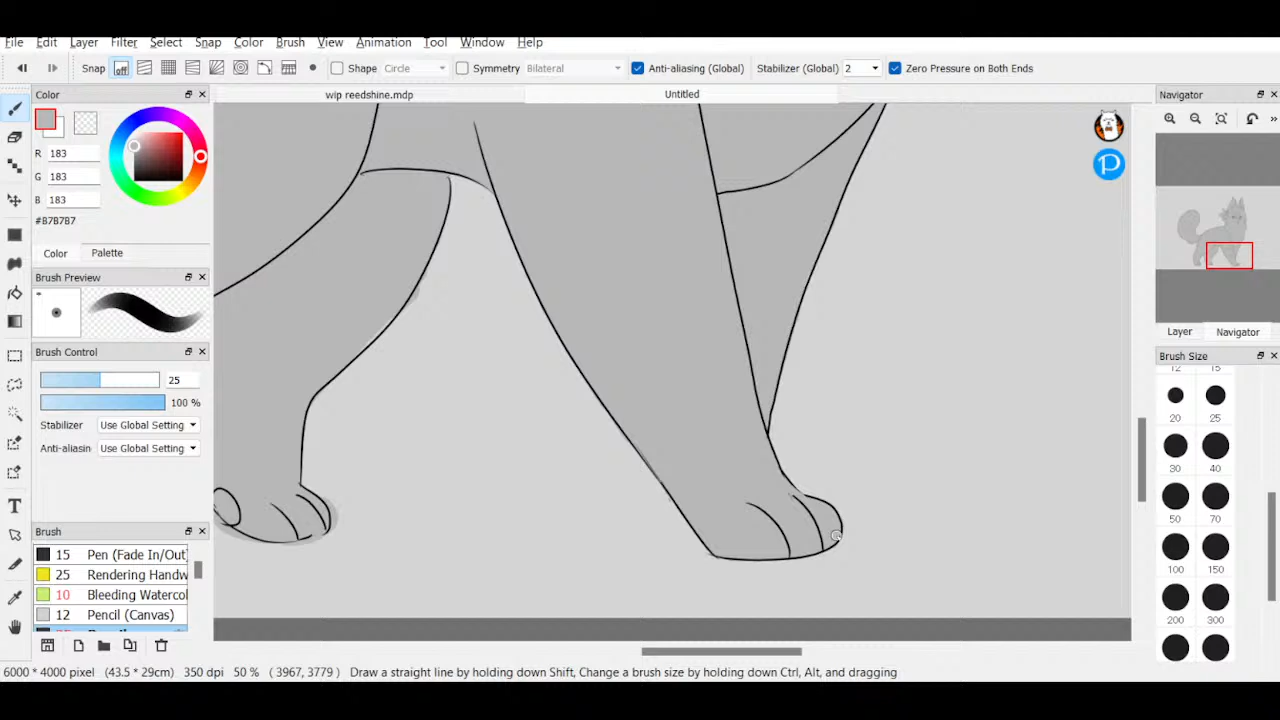 File Edit Layer Filter Select Snap Color Brush View Animation Tool Window Help
Snap off Shape Circle Symmetry Bilateral Anti-aliasing (Global) Stabilizer (Global) 2 Zero Pressure on Both Ends
Color
wip reedshine.mdp Untitled
Navigator
R 183
G 183
B 183
#B7B7B7
Color Palette
Brush Preview
Layer Navigator
Brush Control
Brush Size
25
12 15
100 %
20 25
Stabilizer Use Global Setting
Anti-aliasin Use Global Setting
30 40
50 70
Brush
15 Pen (Fade In/Out)
100 150
25 Rendering Handw
10 Bleeding Watercol
12 Pencil (Canvas)
200 300
6000 * 4000 pixel (43.5 * 29cm) 350 dpi 50 % ( 3967, 3779 ) Draw a straight line by holding down Shift, Change a brush size by holding down Ctrl, Alt, and dragging